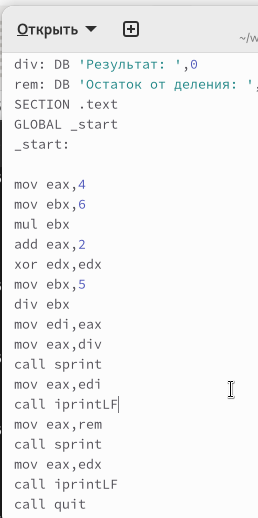 Открыть
~/w
div: DB 'Результат: ',0
rem: DB 'Остаток от деления: ',
SECTION .text
GLOBAL _start
_start:
mov eax,4
mov ebx,6
mul ebx
add eax,2
xor edx,edx
mov ebx,5
div ebx
mov edi,eax
mov eax,div
call sprint
mov eax,edi
call iprintLF
mov eax,rem
call sprint
mov eax,edx
call iprintLF
call quit